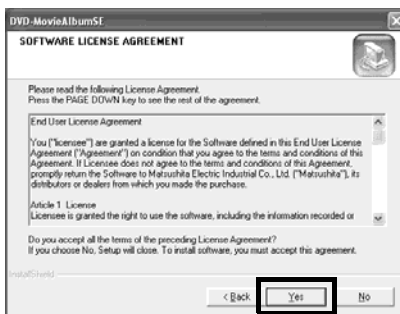 DVD-MovieAlbumSE
SOFTWARE LICENSE AGREEMENT
Please read the following License Agreement.
Press the PAGE DOWN key to see the rest of the agreement.
End User License Agreement
You ("licensee") are granted a license for the Software defined in this End User License
Agreement ("Agreement") on condition that you agree to the terms and conditions of this
Agreement. If Licensee does not agree to the terms and conditions of this Agreement,
promptly return the Software to Matsushita Electric Industrial Co., Ltd. ("Matsushita"), its
distributors or dealers from which you made the purchase.
Article 1  License
Licensee is granted the right to use the software, including the information recorded or
Do you accept all the terms of the preceding License Agreement?
If you choose No, Setup will close. To install software, you must accept this agreement.
InstallShield
< Back
Yes
No